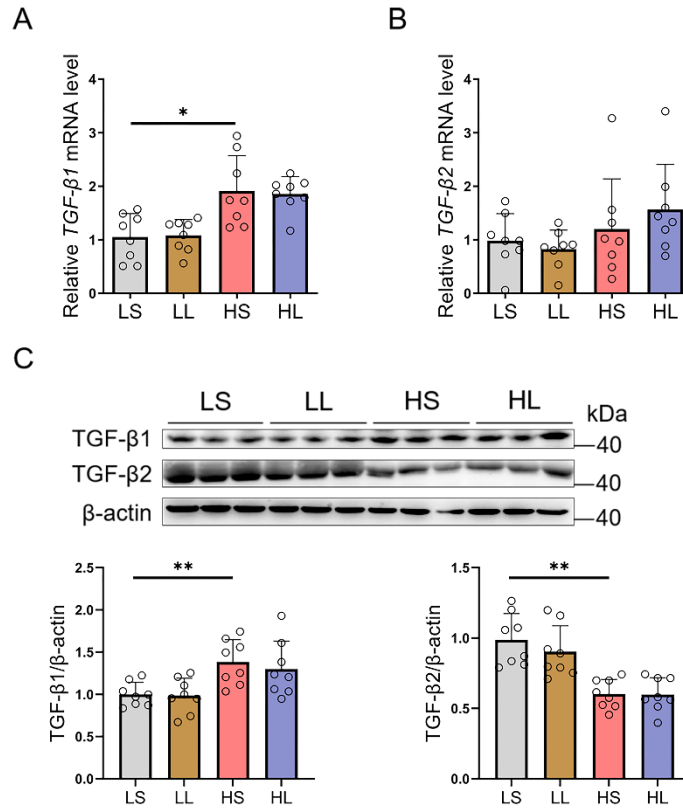 A
B
Relative TGF-β1 mRNA level
4
3
2
1
0
*
LS LL HS HL
Relative TGF-β2 mRNA level
4
3
2
1
0
LS LL HS HL
C
LS LL HS HL
kDa
TGF-β1
40
TGF-β2
40
β-actin
40
TGF-β1/β-actin
2.5
2.0
1.5
1.0
0.5
0.0
**
LS LL HS HL
TGF-β2/β-actin
1.5
1.0
0.5
0.0
**
LS LL HS HL